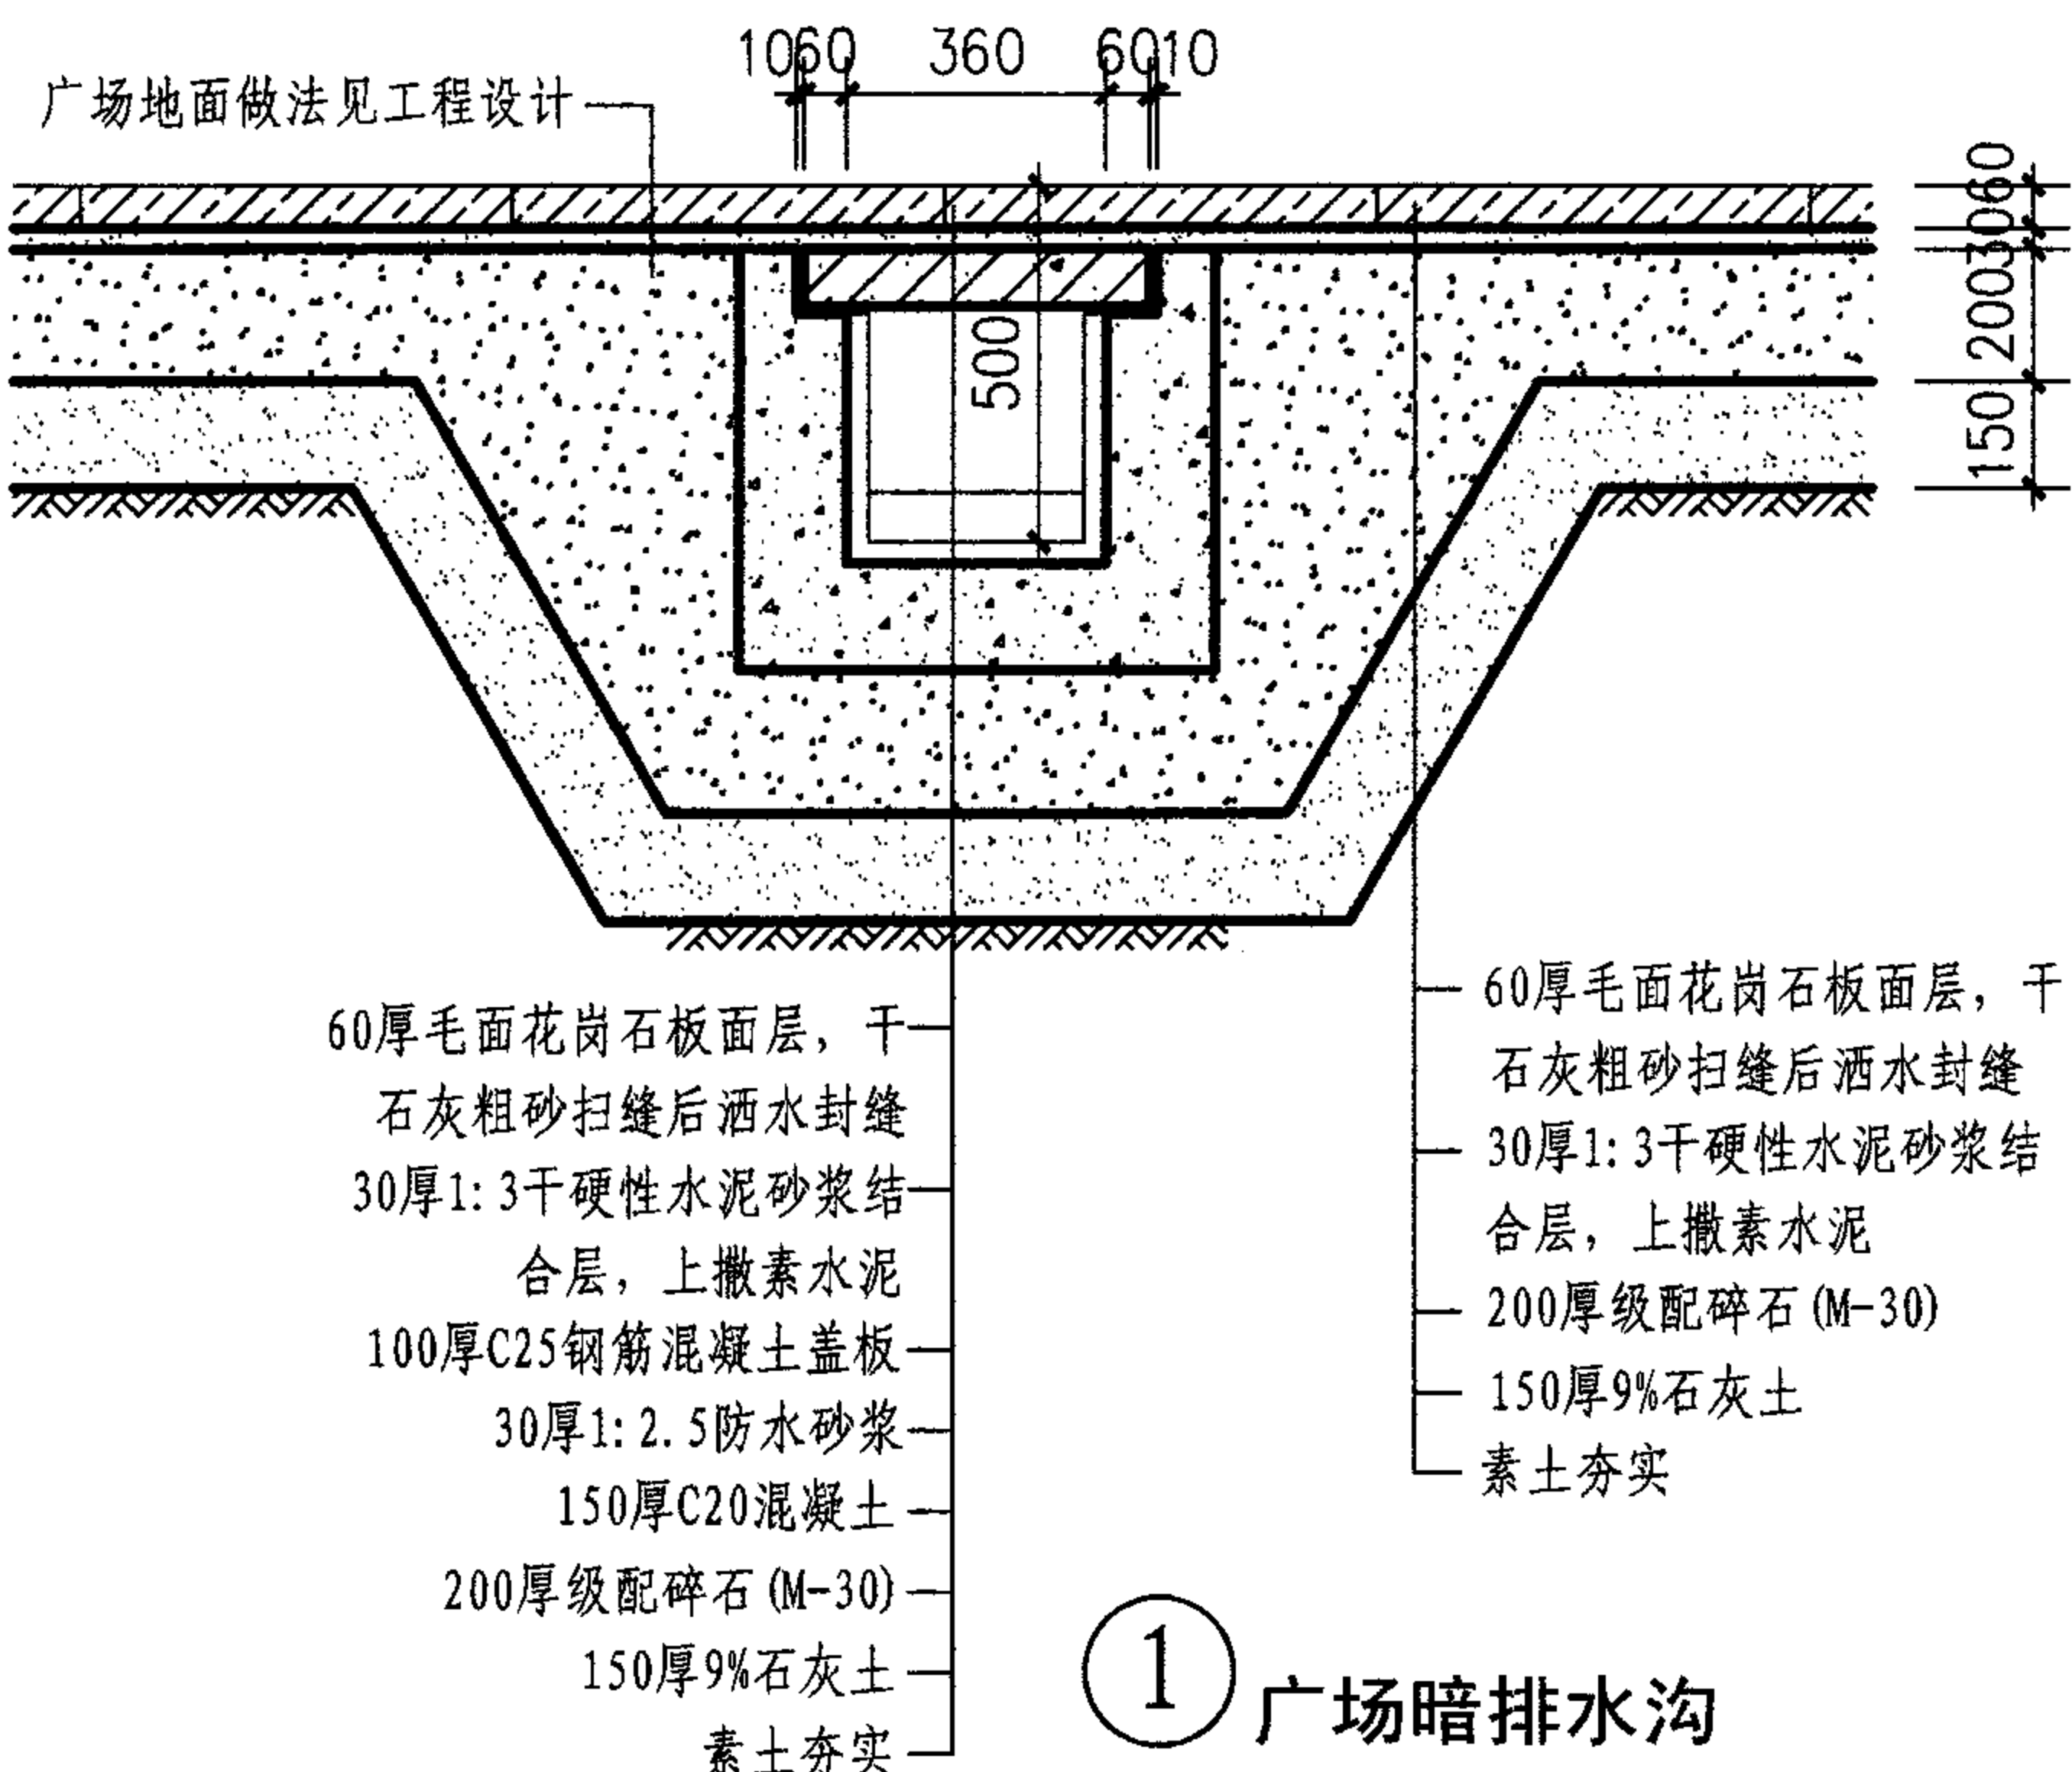 10 60 360 60 10
广场地面做法见工程设计
60
30
200
150
500
60厚毛面花岗石板面层，干
石灰粗砂扫缝后洒水封缝
30厚1:3干硬性水泥砂浆结
合层，上撒素水泥
100厚C25钢筋混凝土盖板
30厚1:2.5防水砂浆
150厚C20混凝土
200厚级配碎石(M-30)
150厚9%石灰土
素土夯实
60厚毛面花岗石板面层，干
石灰粗砂扫缝后洒水封缝
30厚1:3干硬性水泥砂浆结
合层，上撒素水泥
200厚级配碎石(M-30)
150厚9%石灰土
素土夯实
1 广场暗排水沟